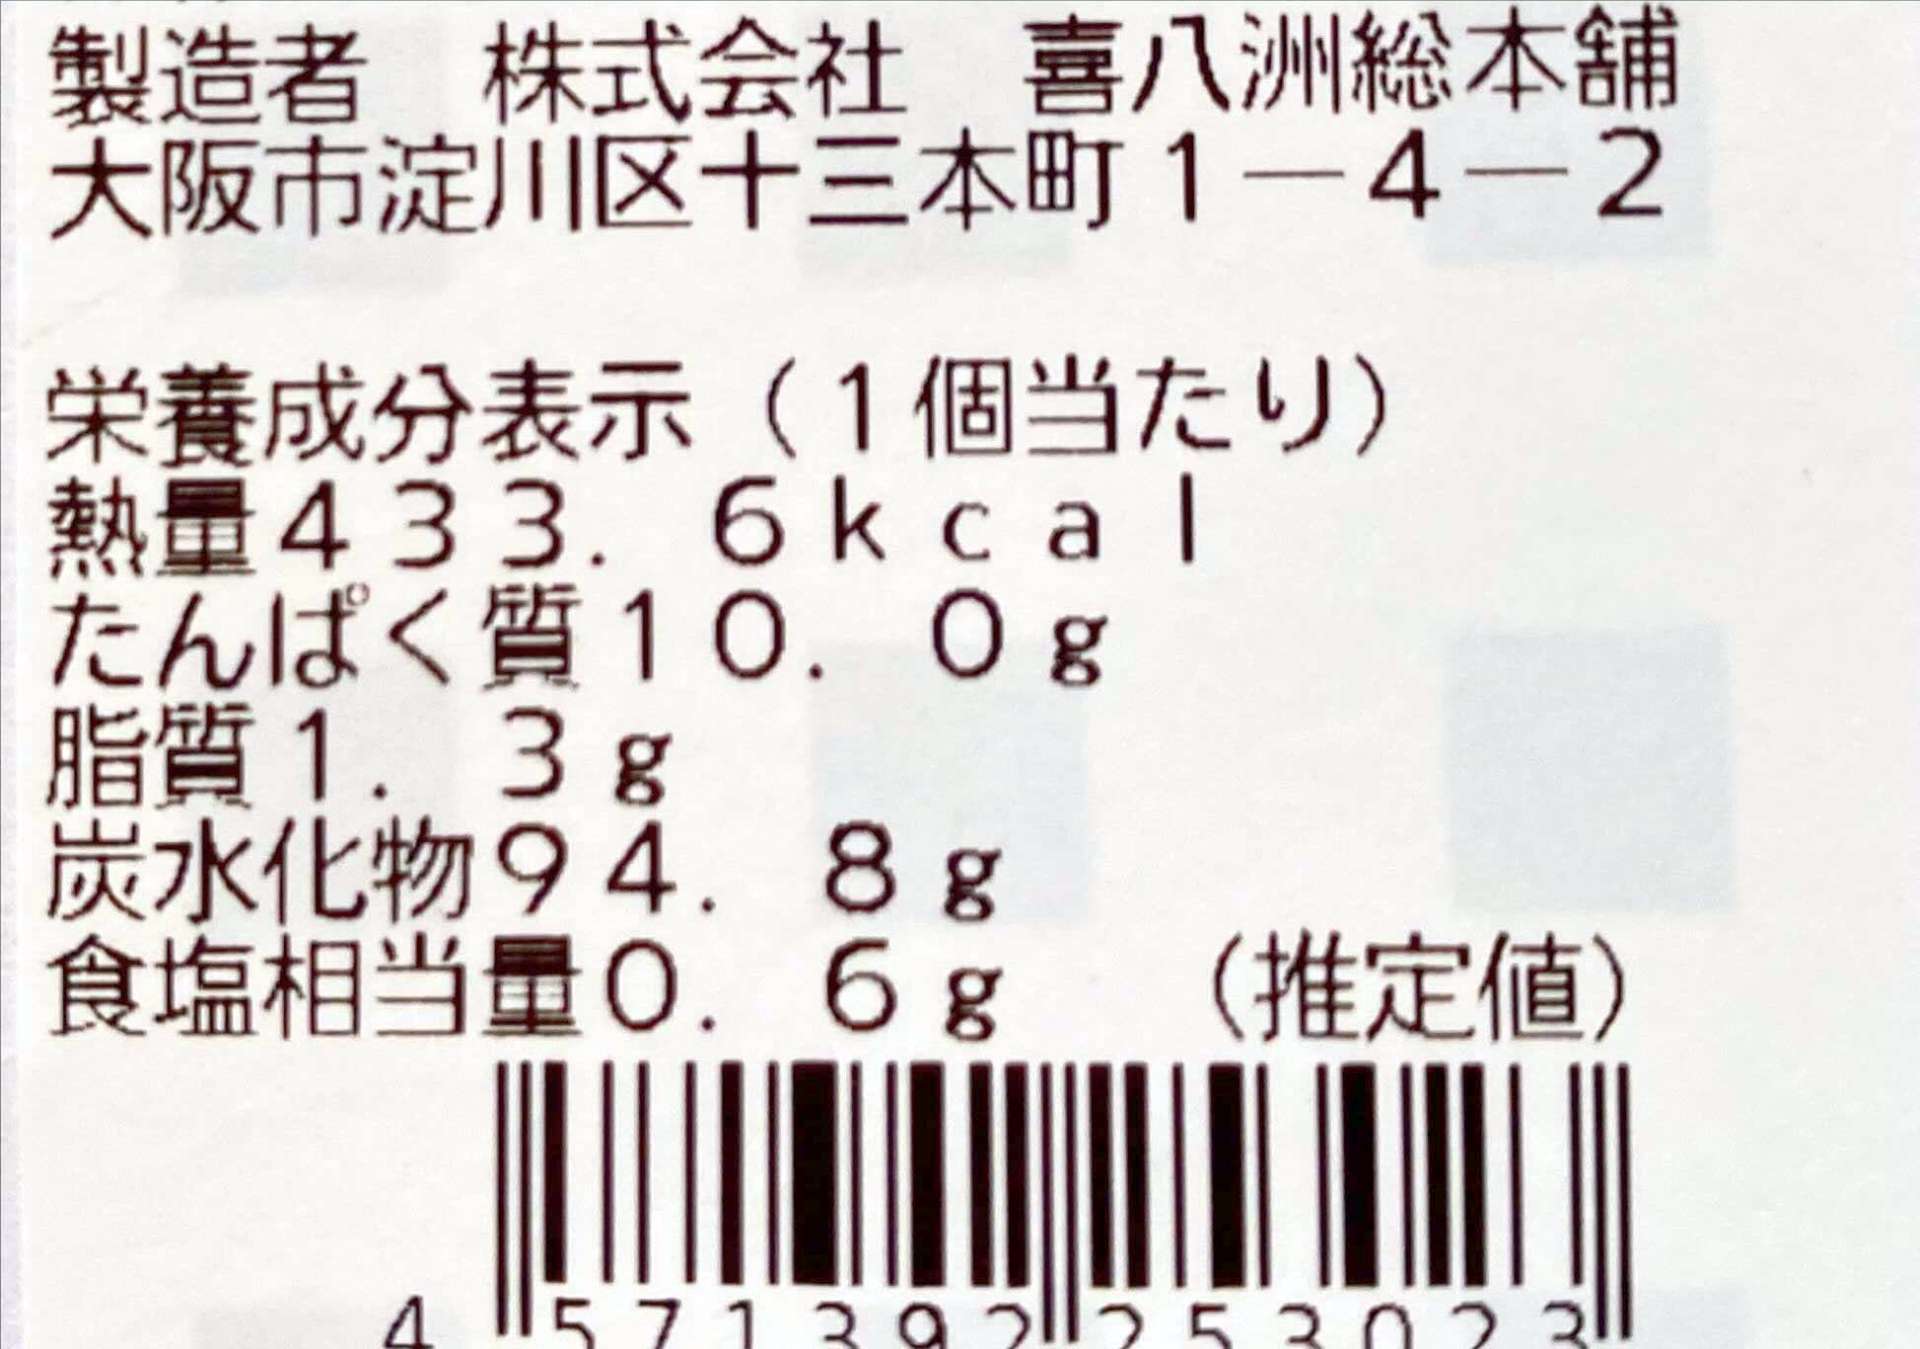 製造者　株式会社　喜八洲総本舗
大阪市淀川区十三本町１－４－２
栄養成分表示（１個当たり）
熱量４３３．６ｋｃａｌ
たんぱく質１０．０ｇ
脂質１．３ｇ
炭水化物９４．８ｇ
食塩相当量０．６ｇ　（推定値）
4 571392 253023